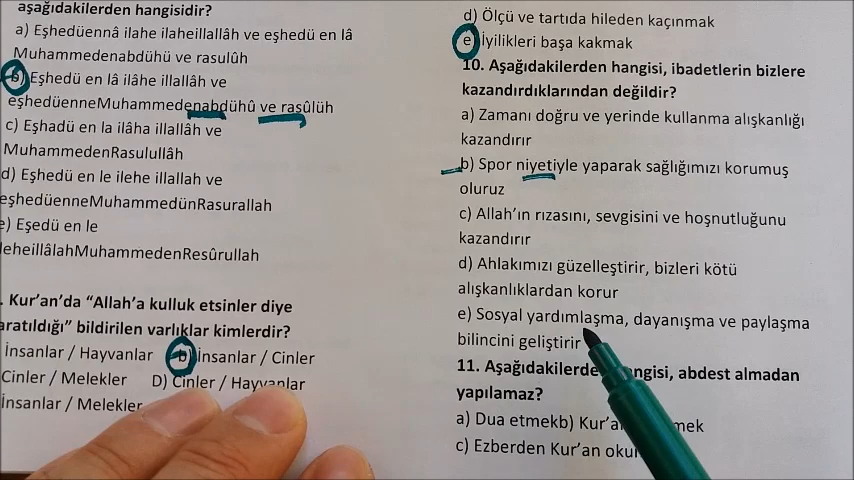 aşağıdakilerden hangisidir?
a) Eşhedüennâ ilahe ilaheillallâh ve eşhedü en lâ
Muhammedenabdühü ve rasulûh
b) Eşhedü en lâ ilâhe illallâh ve
eşhedüenneMuhammedenabdühû ve rasûlüh
c) Eşhadü en la ilâha illallâh ve
MuhammedenRasulullâh
d) Eşhedü en le ilehe illallah ve
eşhedüenneMuhammedünRasurallah
e) Eşedü en le
leheillâlahMuhammedenResûrullah
. Kur'an'da “Allah'a kulluk etsinler diye
aratıldığı” bildirilen varlıklar kimlerdir?
İnsanlar / Hayvanlar b) İnsanlar / Cinler
Cinler / Melekler D) Cinler / Hayvanlar
İnsanlar / Melekler
d) Ölçü ve tartıda hileden kaçınmak
e) İyilikleri başa kakmak
10. Aşağıdakilerden hangisi, ibadetlerin bizlere
kazandırdıklarından değildir?
a) Zamanı doğru ve yerinde kullanma alışkanlığı
kazandırır
b) Spor niyetiyle yaparak sağlığımızı korumuş
oluruz
c) Allah'ın rızasını, sevgisini ve hoşnutluğunu
kazandırır
d) Ahlakımızı güzelleştirir, bizleri kötü
alışkanlıklardan korur
e) Sosyal yardımlaşma, dayanışma ve paylaşma
bilincini geliştirir
11. Aşağıdakilerde ngisi, abdest almadan
yapılamaz?
a) Dua etmekb) Kur'a mek
c) Ezberden Kur'an oku